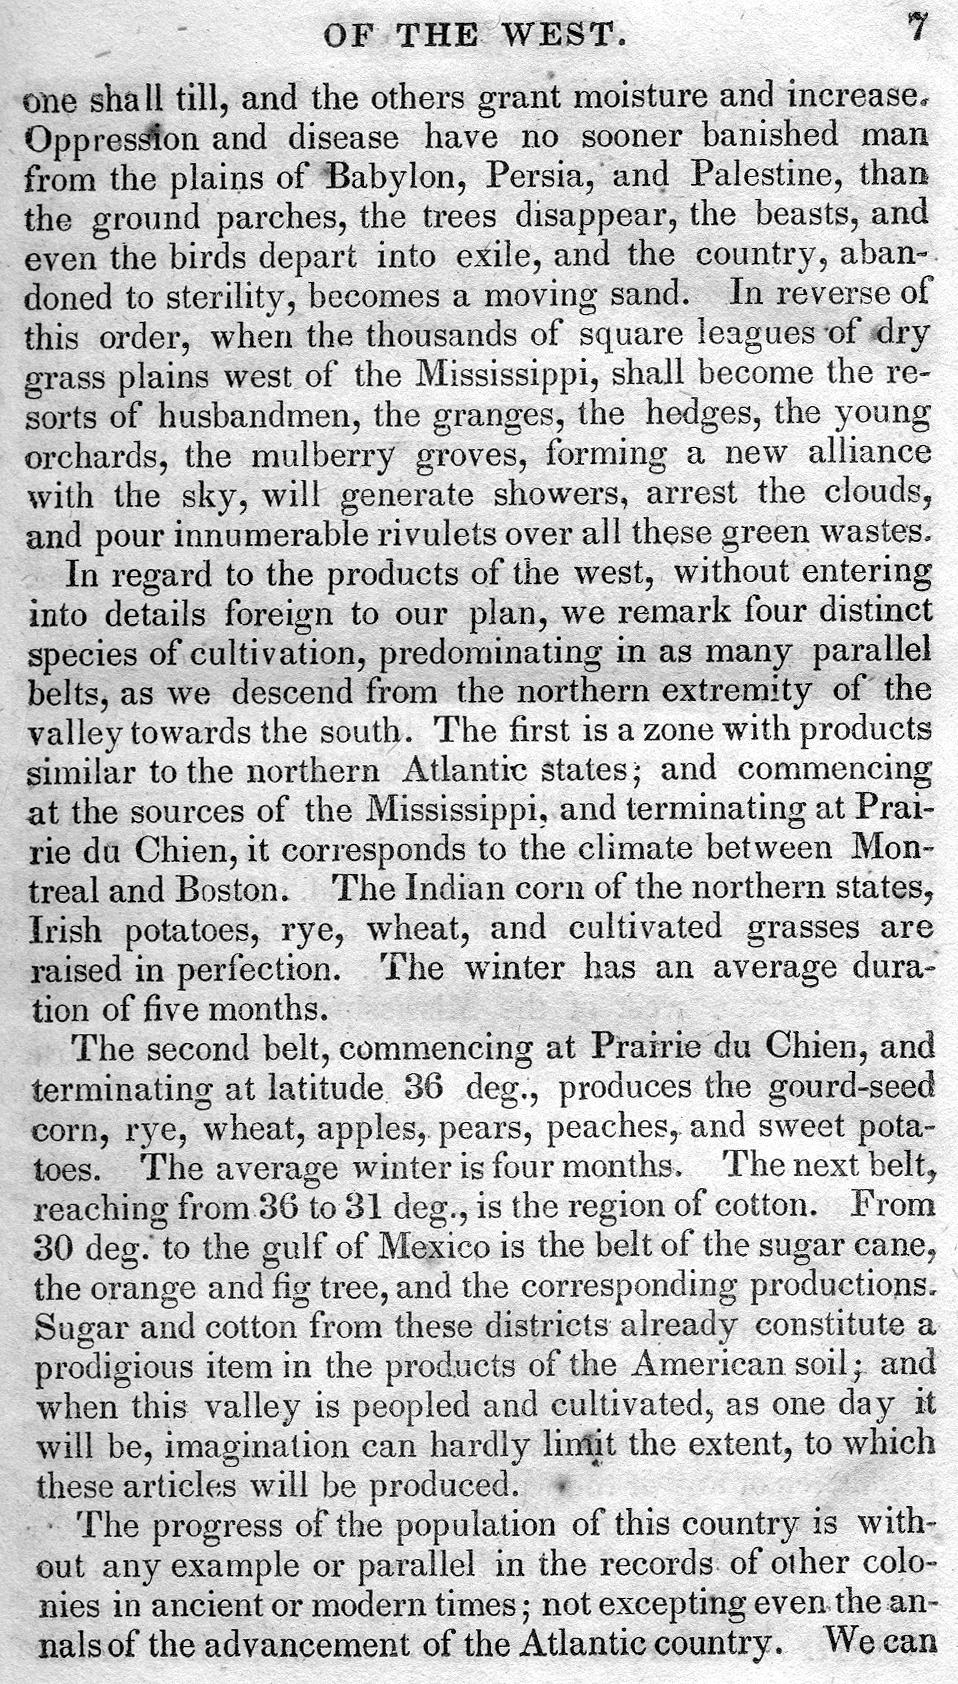 OF THE WEST. 7
one shall till, and the others grant moisture and increase.
Oppression and disease have no sooner banished man
from the plains of Babylon, Persia, and Palestine, than
the ground parches, the trees disappear, the beasts, and
even the birds depart into exile, and the country, aban-
doned to sterility, becomes a moving sand. In reverse of
this order, when the thousands of square leagues of dry
grass plains west of the Mississippi, shall become the re-
sorts of husbandmen, the granges, the hedges, the young
orchards, the mulberry groves, forming a new alliance
with the sky, will generate showers, arrest the clouds,
and pour innumerable rivulets over all these green wastes.
In regard to the products of the west, without entering
into details foreign to our plan, we remark four distinct
species of cultivation, predominating in as many parallel
belts, as we descend from the northern extremity of the
valley towards the south. The first is a zone with products
similar to the northern Atlantic states; and commencing
at the sources of the Mississippi, and terminating at Prai-
rie du Chien, it corresponds to the climate between Mon-
treal and Boston. The Indian corn of the northern states,
Irish potatoes, rye, wheat, and cultivated grasses are
raised in perfection. The winter has an average dura-
tion of five months.
The second belt, commencing at Prairie du Chien, and
terminating at latitude 36 deg., produces the gourd-seed
corn, rye, wheat, apples, pears, peaches, and sweet pota-
toes. The average winter is four months. The next belt,
reaching from 36 to 31 deg., is the region of cotton. From
30 deg. to the gulf of Mexico is the belt of the sugar cane,
the orange and fig tree, and the corresponding productions.
Sugar and cotton from these districts already constitute a
prodigious item in the products of the American soil; and
when this valley is peopled and cultivated, as one day it
will be, imagination can hardly limit the extent, to which
these articles will be produced.
The progress of the population of this country is with-
out any example or parallel in the records of other colo-
nies in ancient or modern times; not excepting even the an-
nals of the advancement of the Atlantic country. We can